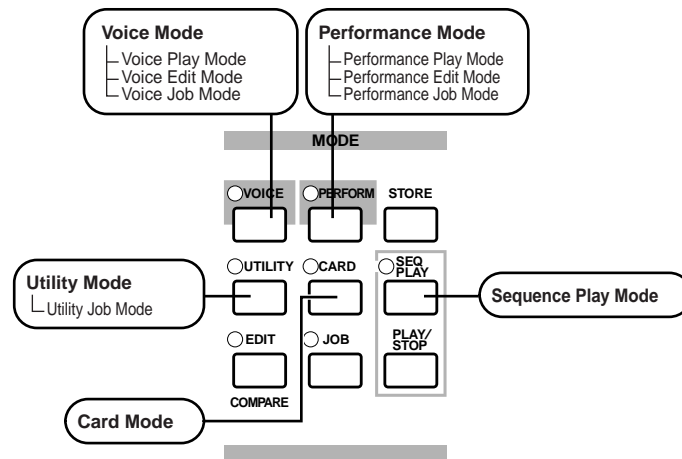 Voice Mode
Voice Play Mode
Voice Edit Mode
Voice Job Mode
Performance Mode
Performance Play Mode
Performance Edit Mode
Performance Job Mode
MODE
VOICE
PERFORM
STORE
UTILITY
CARD
SEQ
PLAY
Utility Mode
Utility Job Mode
Sequence Play Mode
EDIT
JOB
PLAY/
STOP
COMPARE
Card Mode